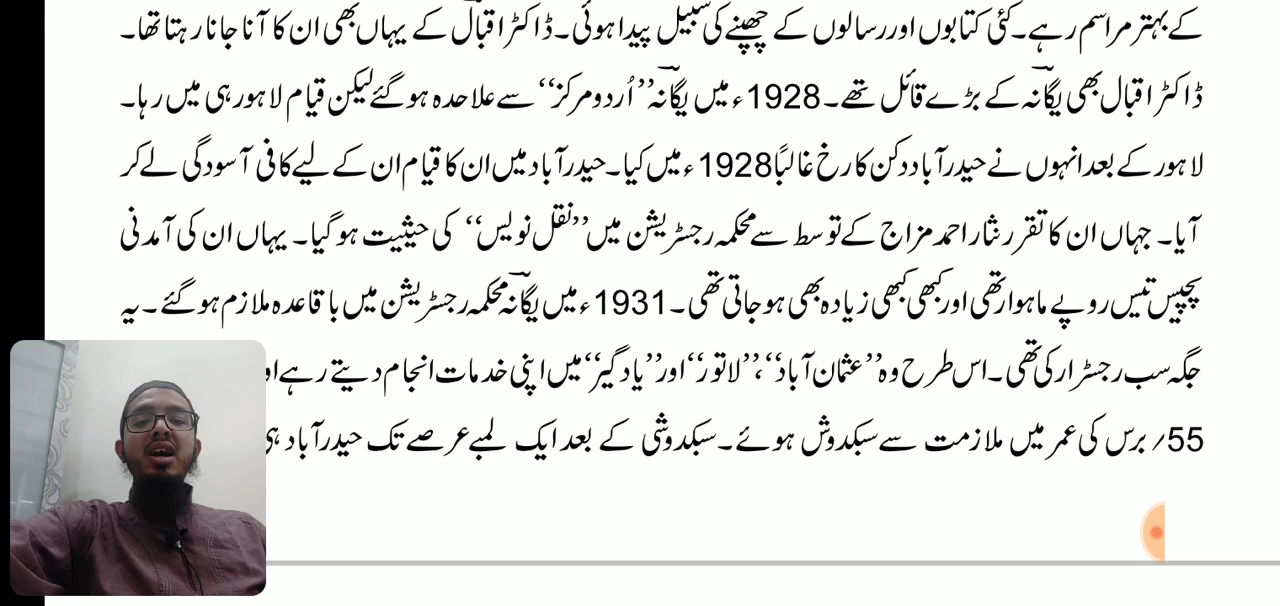 کے بہتر مراسم رہے۔ کئی کتابوں اور رسالوں کے چھپنے کی سبیل پیدا ہوئی۔ ڈاکٹر اقبالؔ کے یہاں بھی ان کا آنا جانا رہتا تھا۔
ڈاکٹر اقبال بھی یگانہؔ کے بڑے قائل تھے۔ 1928ء میں یگانہؔ ’’اُردو مرکز‘‘ سے علاحدہ ہو گئے لیکن قیام لاہور ہی میں رہا۔
لاہور کے بعد انہوں نے حیدرآباد دکن کا رخ غالباً 1928ء میں کیا۔ حیدرآباد میں ان کا قیام ان کے لیے کافی آسودگی لے کر
آیا۔ جہاں ان کا تقرر نثار احمد مزاج کے توسط سے محکمہ رجسٹریشن میں ’’نقل نویس‘‘ کی حیثیت ہو گیا۔ یہاں ان کی آمدنی
پچیس تیس روپے ماہوار تھی اور کبھی کبھی زیادہ بھی ہو جاتی تھی۔ 1931ء میں یگانہؔ محکمہ رجسٹریشن میں باقاعدہ ملازم ہو گئے۔ یہ
جگہ سب رجسٹرار کی تھی۔ اس طرح وہ ’’عثمان آباد‘‘، ’’لاتور‘‘ اور ’’یادگیر‘‘ میں اپنی خدمات انجام دیتے رہے او
55؍ برس کی عمر میں ملازمت سے سبکدوش ہوئے۔ سبکدوشی کے بعد ایک لمبے عرصے تک حیدرآباد ہی